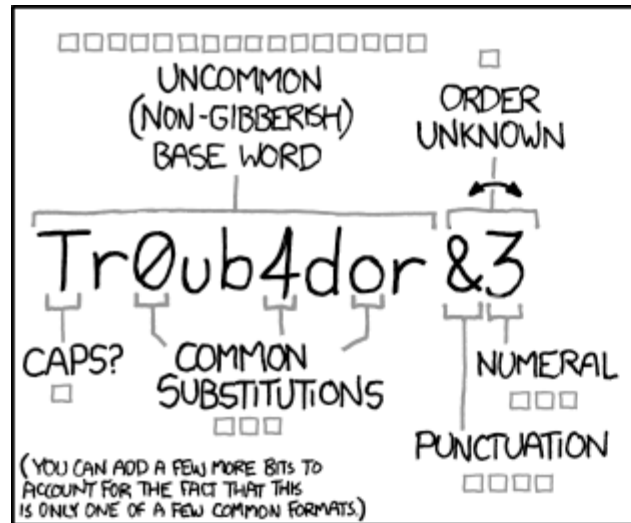 UNCOMMON
(NON-GIBBERISH)
BASE WORD
ORDER
UNKNOWN
Tr0ub4dor &3
CAPS?
COMMON
SUBSTITUTIONS
NUMERAL
PUNCTUATION
(YOU CAN ADD A FEW MORE BITS TO
ACCOUNT FOR THE FACT THAT THIS
IS ONLY ONE OF A FEW COMMON FORMATS.)